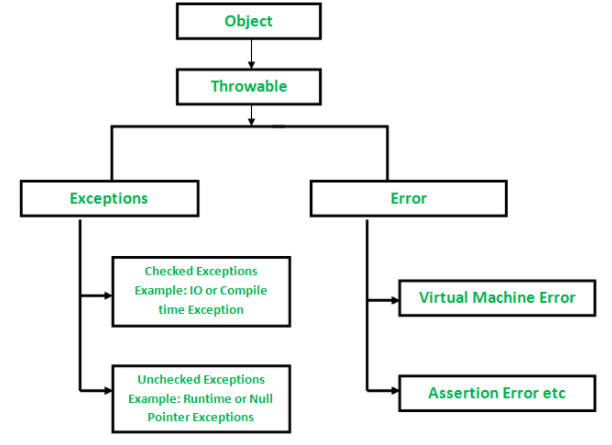 Object
Throwable
Exceptions
Error
Checked Exceptions
Example: IO or Compile
time Exception
Virtual Machine Error
Unchecked Exceptions
Example: Runtime or Null
Pointer Exceptions
Assertion Error etc